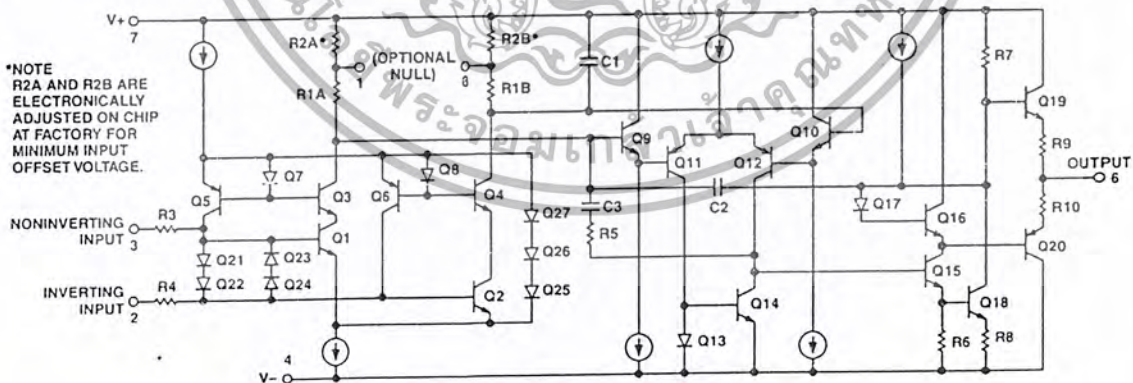 V+
7
*NOTE
R2A AND R2B ARE
ELECTRONICALLY
ADJUSTED ON CHIP
AT FACTORY FOR
MINIMUM INPUT
OFFSET VOLTAGE.
R2A*
(OPTIONAL
NULL)
1
8
R2B*
R1A
R1B
C1
R7
Q19
R9
OUTPUT
6
R10
Q20
Q9
Q10
Q11
Q12
Q5
Q7
Q3
Q6
Q8
Q4
Q27
Q26
Q25
C3
C2
R5
Q17
Q16
Q15
Q18
NONINVERTING
INPUT
3
R3
Q1
Q21
Q22
Q23
Q24
INVERTING
INPUT
2
R4
Q2
Q13
Q14
R6
R8
4
V-